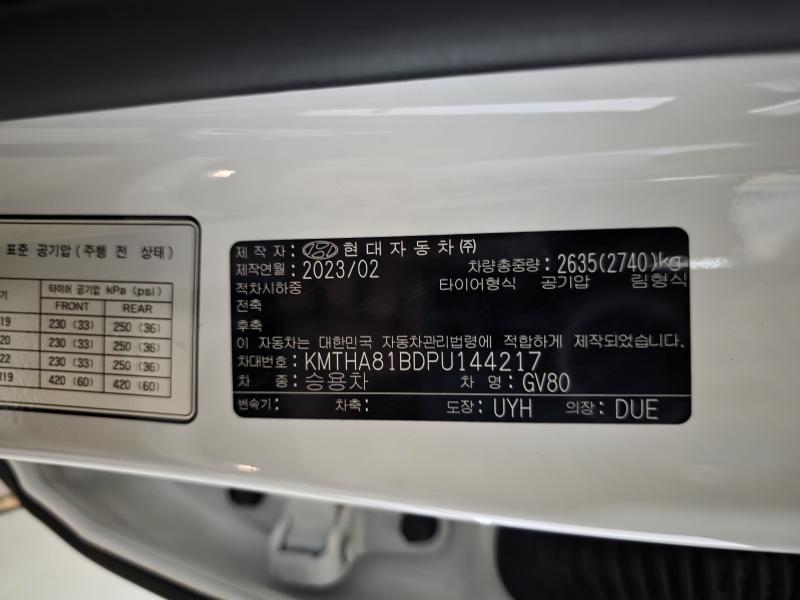 표준 공기압(주행 전 상태)
기 타이어 공기압 kPa (psi)
FRONT REAR
19 230 (33) 250 (36)
20 230 (33) 250 (36)
22 230 (33) 250 (36)
R19 420 (60) 420 (60)
제 작 자: 현대자동차㈜
제작연월: 2023/02 차량총중량: 2635(2740)kg
적차시하중 타이어형식 공기압 림형식
전축
후축
이 자동차는 대한민국 자동차관리법령에 적합하게 제작되었습니다.
차대번호: KMTHA81BDPU144217
차 종: 승용차 차 명: GV80
변속기: 차축: 도장: UYH 의장: DUE